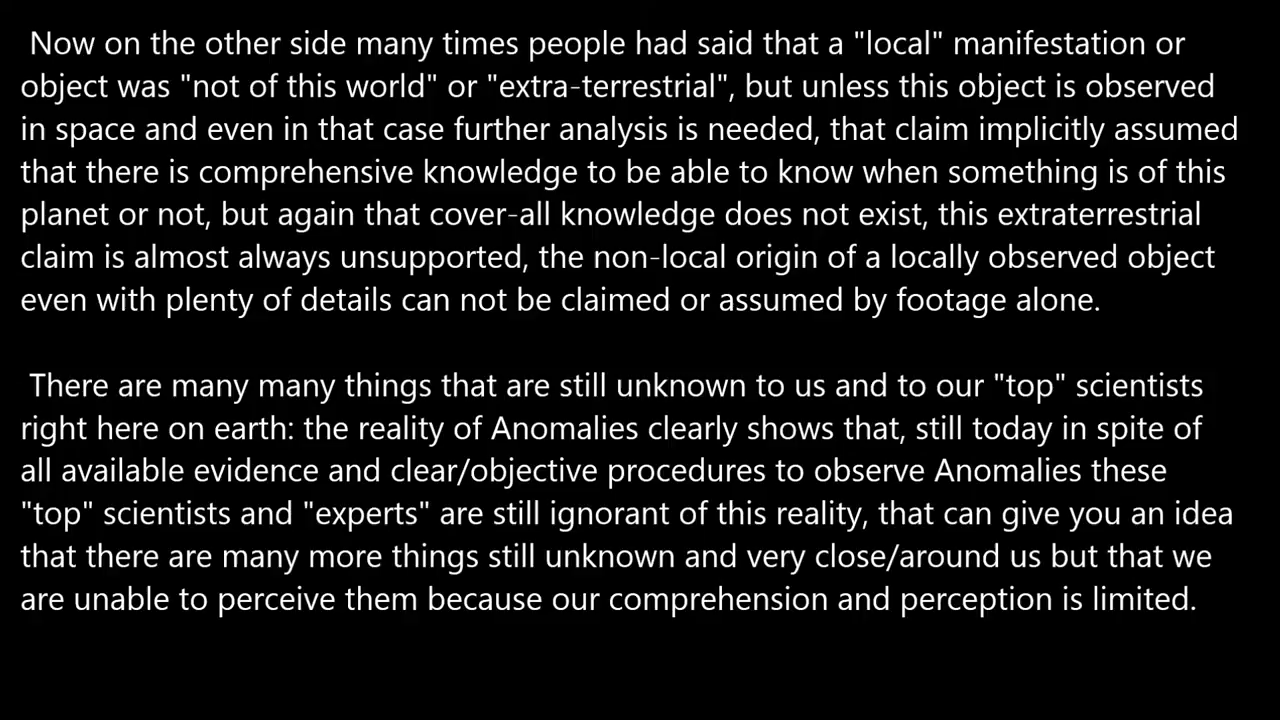 Now on the other side many times people had said that a "local" manifestation or
object was "not of this world" or "extra-terrestrial", but unless this object is observed
in space and even in that case further analysis is needed, that claim implicitly assumed
that there is comprehensive knowledge to be able to know when something is of this
planet or not, but again that cover-all knowledge does not exist, this extraterrestrial
claim is almost always unsupported, the non-local origin of a locally observed object
even with plenty of details can not be claimed or assumed by footage alone.
There are many many things that are still unknown to us and to our "top" scientists
right here on earth: the reality of Anomalies clearly shows that, still today in spite of
all available evidence and clear/objective procedures to observe Anomalies these
"top" scientists and "experts" are still ignorant of this reality, that can give you an idea
that there are many more things still unknown and very close/around us but that we
are unable to perceive them because our comprehension and perception is limited.